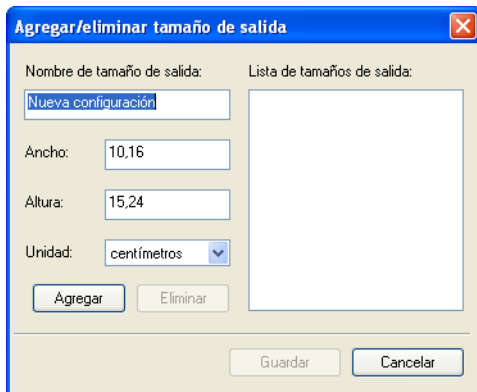 Agregar/eliminar tamaño de salida
Nombre de tamaño de salida:
Lista de tamaños de salida:
Nueva configuración
Ancho:
10,16
Altura:
15,24
Unidad:
centímetros
Agregar
Eliminar
Guardar
Cancelar